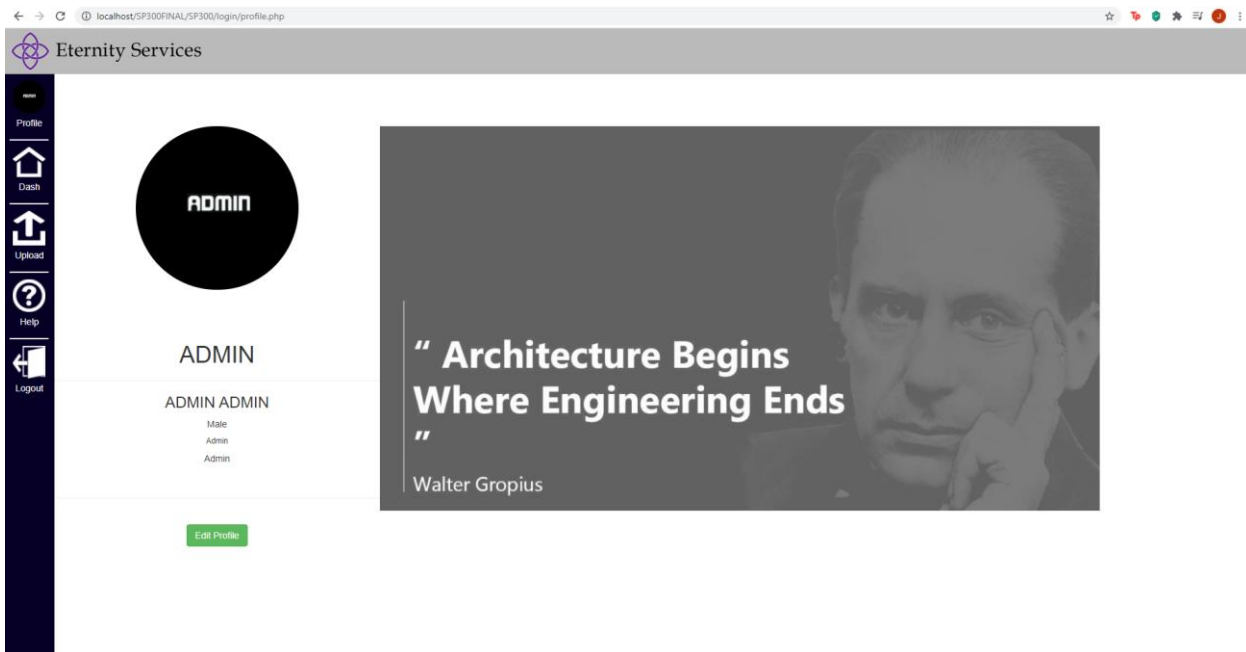 localhost/SP300FINAL/SP300/login/profile.php
Eternity Services
ADMIN
Profile
Dash
Upload
Help
Logout
ADMIN
ADMIN
ADMIN ADMIN
Male
Admin
Admin
Edit Profile
“ Architecture Begins
Where Engineering Ends
”
Walter Gropius